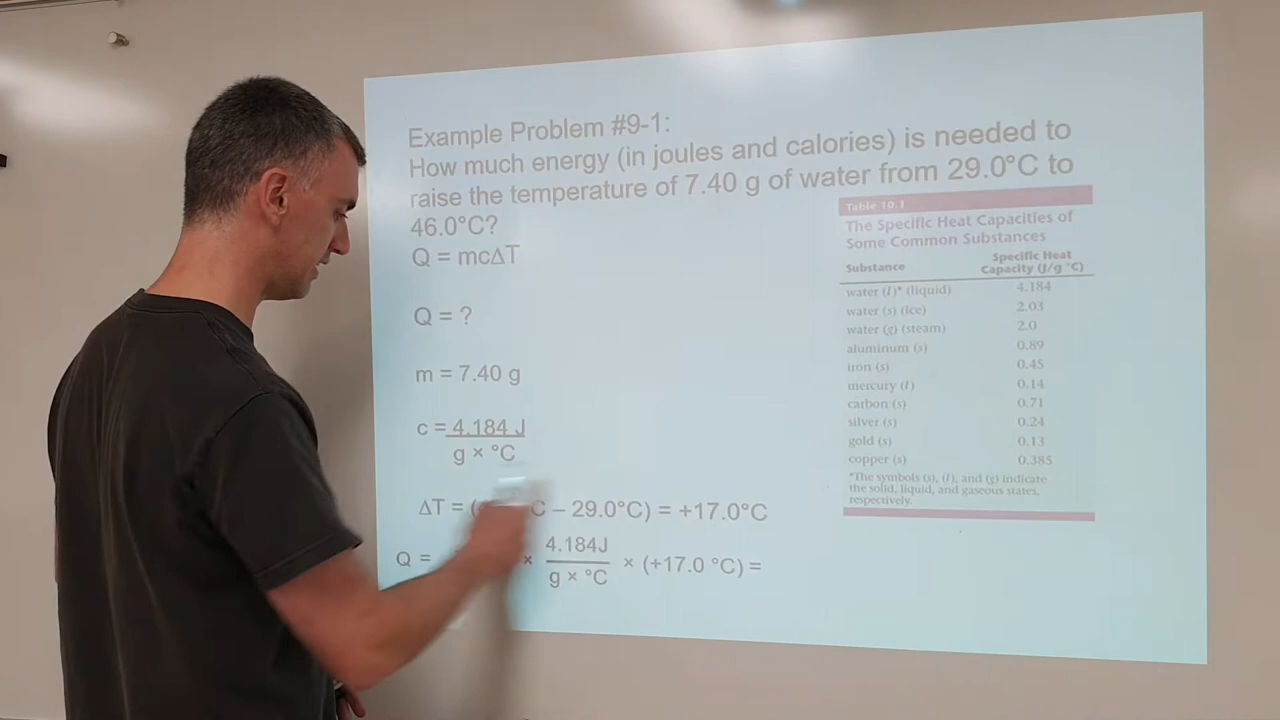 Example Problem #9-1:
How much energy (in joules and calories) is needed to
raise the temperature of 7.40 g of water from 29.0°C to
46.0°C?
Q = mcΔT
Q = ?
m = 7.40 g
c = 4.184 J
g × °C
ΔT = ( C – 29.0°C) = +17.0°C
Q = × 4.184J × (+17.0 °C) =
g × °C
Table 10.1
The Specific Heat Capacities of
Some Common Substances
Substance Specific Heat
Capacity (J/g °C)
water (l)* (liquid) 4.184
water (s) (ice) 2.03
water (g) (steam) 2.0
aluminum (s) 0.89
iron (s) 0.45
mercury (l) 0.14
carbon (s) 0.71
silver (s) 0.24
gold (s) 0.13
copper (s) 0.385
*The symbols (s), (l), and (g) indicate
the solid, liquid, and gaseous states,
respectively.